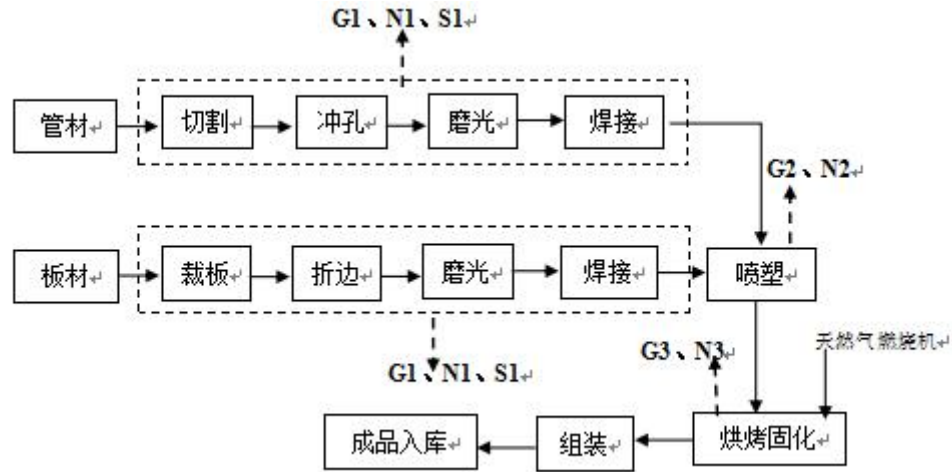 G1、N1、S1
管材
切割
冲孔
磨光
焊接
G2、N2
板材
裁板
折边
磨光
焊接
喷塑
G1、N1、S1
G3、N3
天然气燃烧机
成品入库
组装
烘烤固化